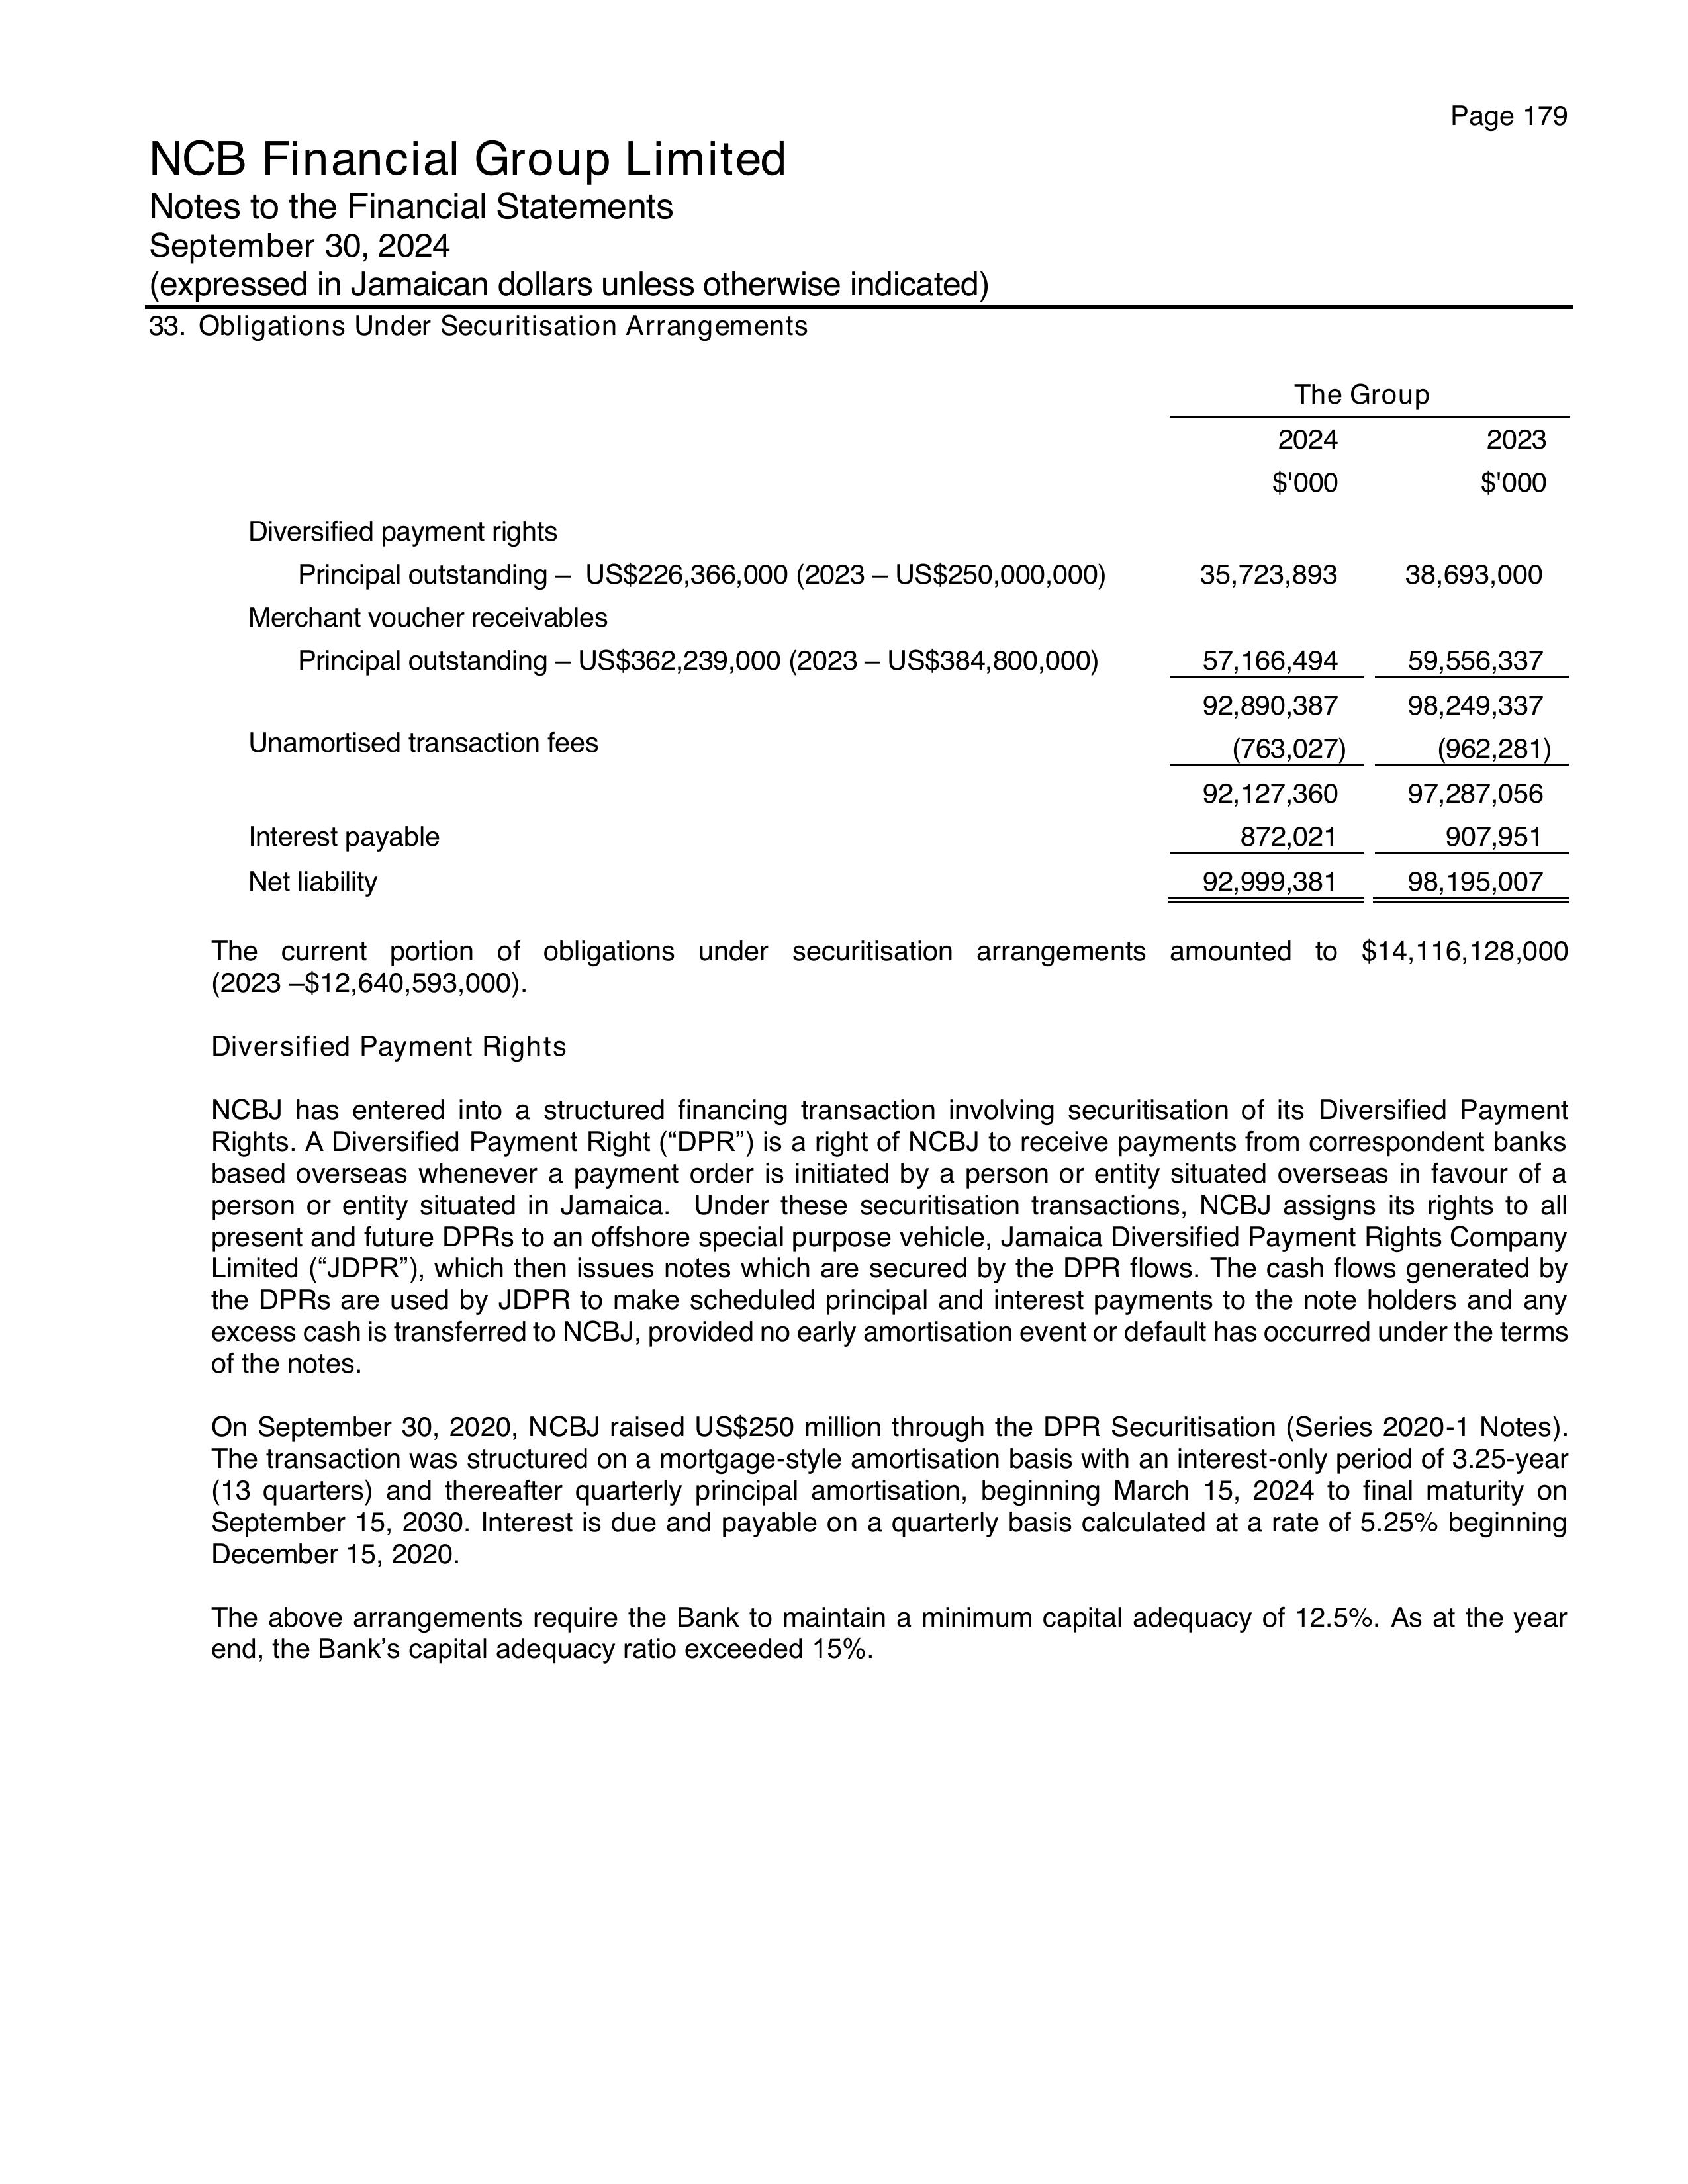 Page 179
NCB Financial Group Limited
Notes to the Financial Statements
September 30, 2024
(expressed in Jamaican dollars unless otherwise indicated)
33. Obligations Under Securitisation Arrangements
The Group
2024 2023
$'000 $'000
Diversified payment rights
Principal outstanding – US$226,366,000 (2023 – US$250,000,000) 35,723,893 38,693,000
Merchant voucher receivables
Principal outstanding – US$362,239,000 (2023 – US$384,800,000) 57,166,494 59,556,337
92,890,387 98,249,337
Unamortised transaction fees (763,027) (962,281)
92,127,360 97,287,056
Interest payable 872,021 907,951
Net liability 92,999,381 98,195,007
The current portion of obligations under securitisation arrangements amounted to $14,116,128,000
(2023 –$12,640,593,000).
Diversified Payment Rights
NCBJ has entered into a structured financing transaction involving securitisation of its Diversified Payment
Rights. A Diversified Payment Right (“DPR”) is a right of NCBJ to receive payments from correspondent banks
based overseas whenever a payment order is initiated by a person or entity situated overseas in favour of a
person or entity situated in Jamaica. Under these securitisation transactions, NCBJ assigns its rights to all
present and future DPRs to an offshore special purpose vehicle, Jamaica Diversified Payment Rights Company
Limited (“JDPR”), which then issues notes which are secured by the DPR flows. The cash flows generated by
the DPRs are used by JDPR to make scheduled principal and interest payments to the note holders and any
excess cash is transferred to NCBJ, provided no early amortisation event or default has occurred under the terms
of the notes.
On September 30, 2020, NCBJ raised US$250 million through the DPR Securitisation (Series 2020-1 Notes).
The transaction was structured on a mortgage-style amortisation basis with an interest-only period of 3.25-year
(13 quarters) and thereafter quarterly principal amortisation, beginning March 15, 2024 to final maturity on
September 15, 2030. Interest is due and payable on a quarterly basis calculated at a rate of 5.25% beginning
December 15, 2020.
The above arrangements require the Bank to maintain a minimum capital adequacy of 12.5%. As at the year
end, the Bank’s capital adequacy ratio exceeded 15%.